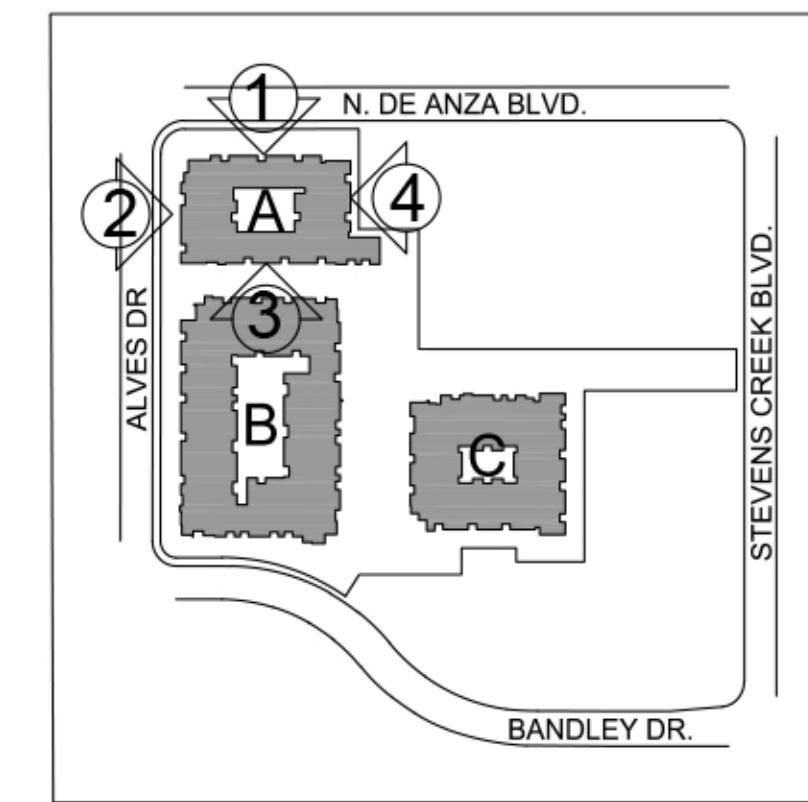 1
N. DE ANZA BLVD.
2
A
4
3
ALVES DR
B
C
STEVENS CREEK BLVD.
BANDLEY DR.